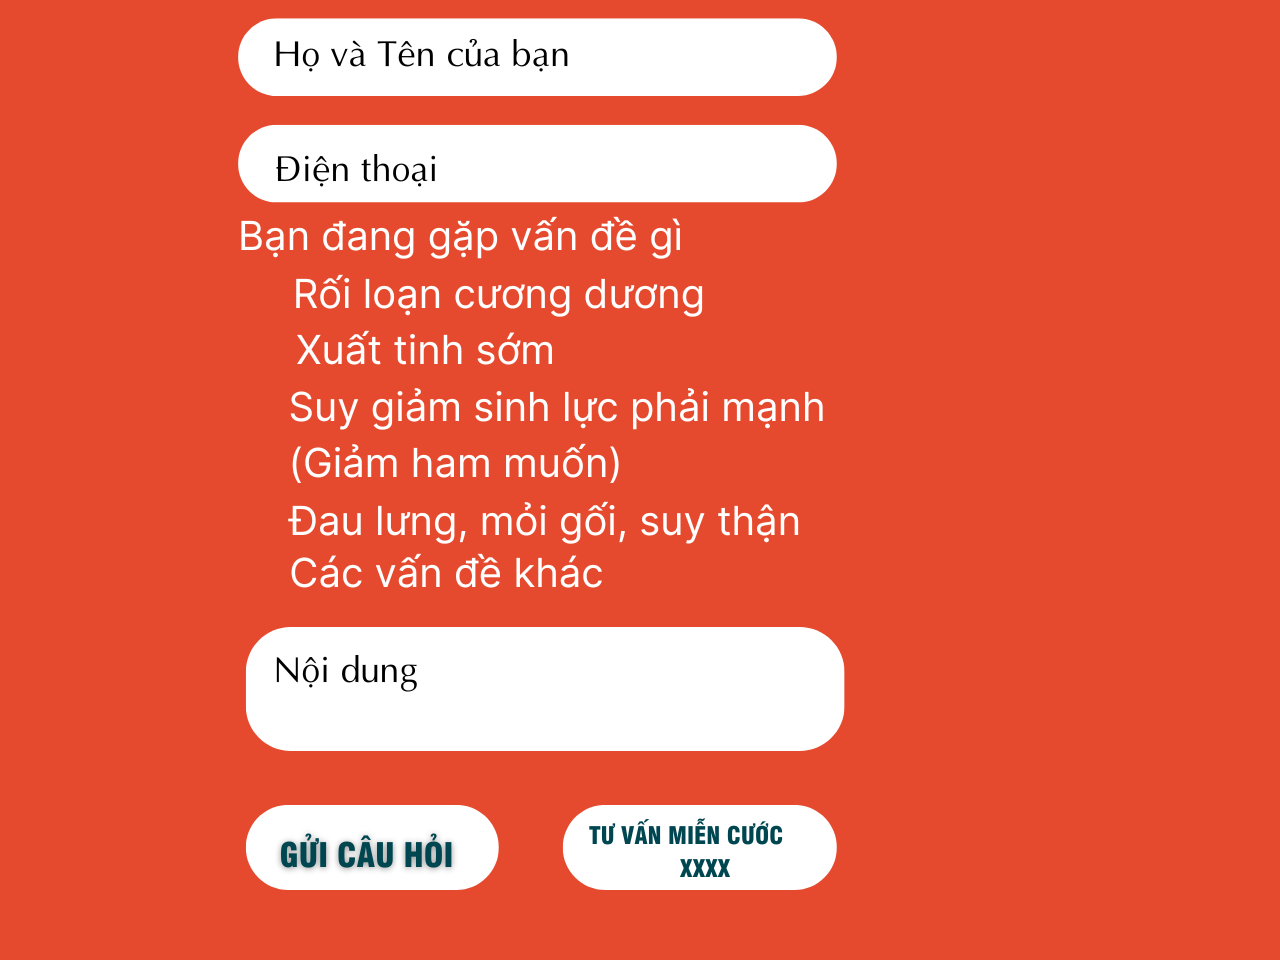 Họ và Tên của bạn
Điện thoại
Bạn đang gặp vấn đề gì
Rối loạn cương dương
Xuất tinh sớm
Suy giảm sinh lực phải mạnh
(Giảm ham muốn)
Đau lưng, mỏi gối, suy thận
Các vấn đề khác
Nội dung
GỬI CÂU HỎI
TƯ VẤN MIỄN CƯỚC
XXXX